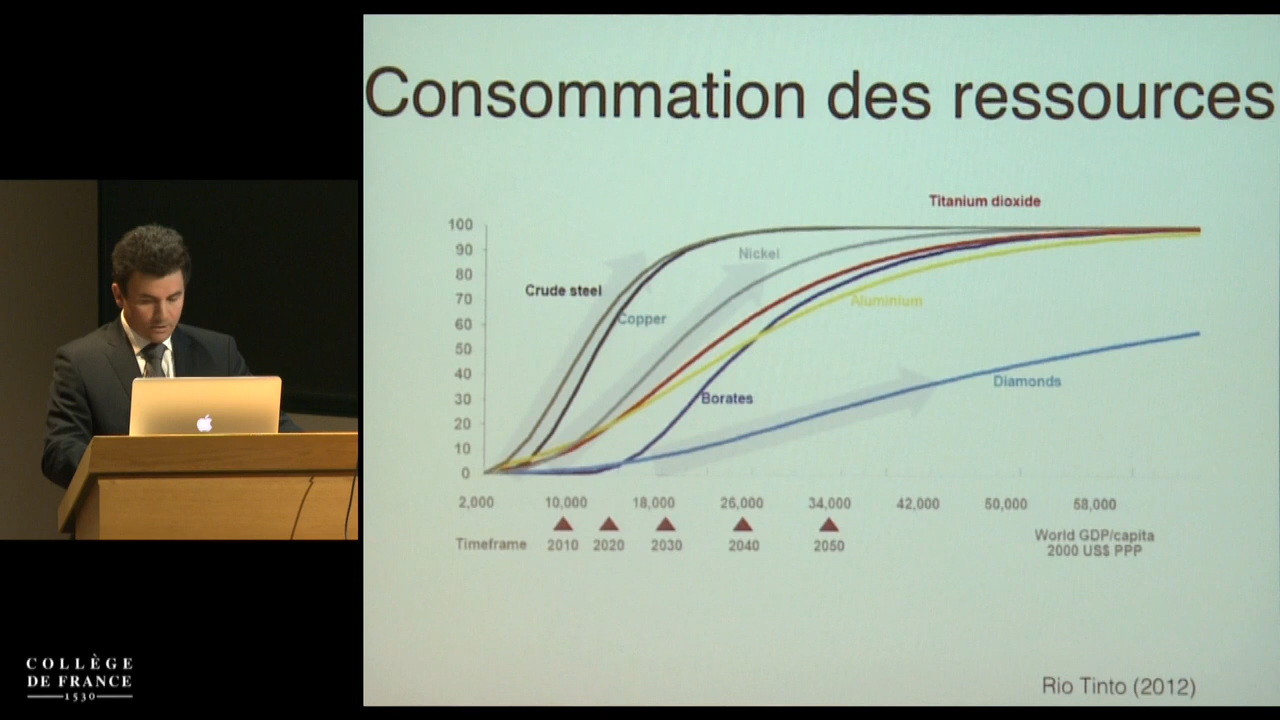 Consommation des ressources
Titanium dioxide
100
90
80
70
60
50
40
30
20
10
0
Nickel
Crude steel
Copper
Aluminium
Diamonds
Borates
2,000 10,000 18,000 26,000 34,000 42,000 50,000 58,000
Timeframe 2010 2020 2030 2040 2050
World GDP/capita
2000 US$ PPP
Rio Tinto (2012)
COLLÈGE
DE FRANCE
1530